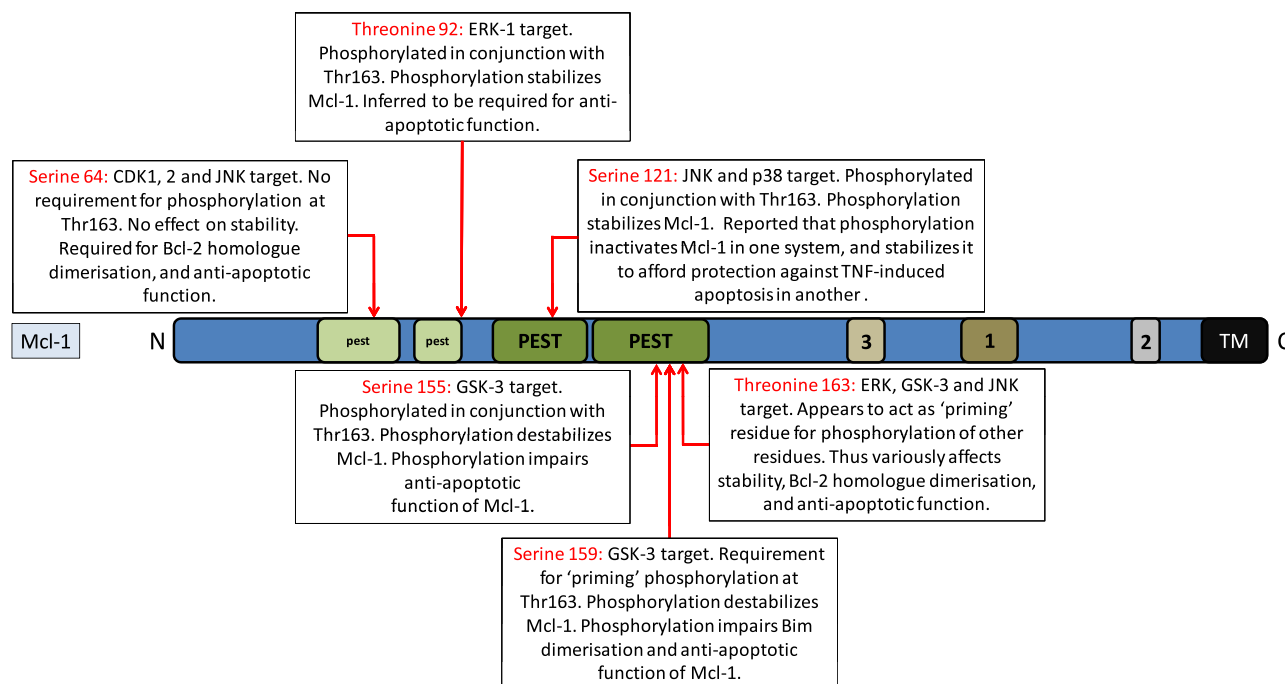 Threonine 92: ERK-1 target.
Phosphorylated in conjunction with
Thr163. Phosphorylation stabilizes
Mcl-1. Inferred to be required for anti-
apoptotic function.
Serine 64: CDK1, 2 and JNK target. No
requirement for phosphorylation at
Thr163. No effect on stability.
Required for Bcl-2 homologue
dimerisation, and anti-apoptotic
function.
Serine 121: JNK and p38 target. Phosphorylated
in conjunction with Thr163. Phosphorylation
stabilizes Mcl-1. Reported that phosphorylation
inactivates Mcl-1 in one system, and stabilizes it
to afford protection against TNF-induced
apoptosis in another .
Mcl-1
N
pest
pest
PEST
PEST
3
1
2
TM
C
Serine 155: GSK-3 target.
Phosphorylated in conjunction with
Thr163. Phosphorylation destabilizes
Mcl-1. Phosphorylation impairs
anti-apoptotic
function of Mcl-1.
Threonine 163: ERK, GSK-3 and JNK
target. Appears to act as ‘priming’
residue for phosphorylation of other
residues. Thus variously affects
stability, Bcl-2 homologue dimerisation,
and anti-apoptotic function.
Serine 159: GSK-3 target. Requirement
for ‘priming’ phosphorylation at
Thr163. Phosphorylation destabilizes
Mcl-1. Phosphorylation impairs Bim
dimerisation and anti-apoptotic
function of Mcl-1.